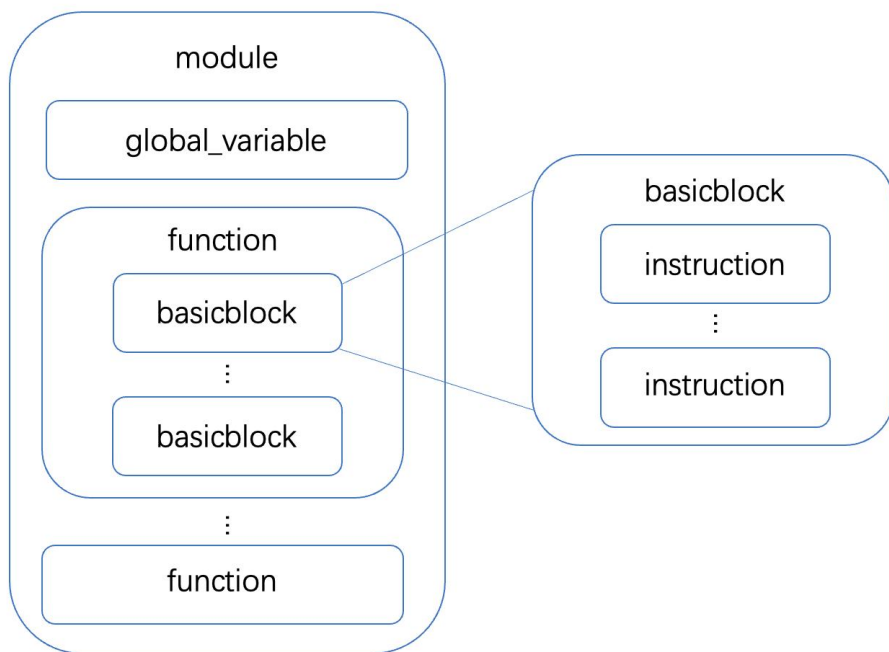 module
global_variable
function
basicblock
⋮
basicblock
⋮
function
basicblock
instruction
⋮
instruction